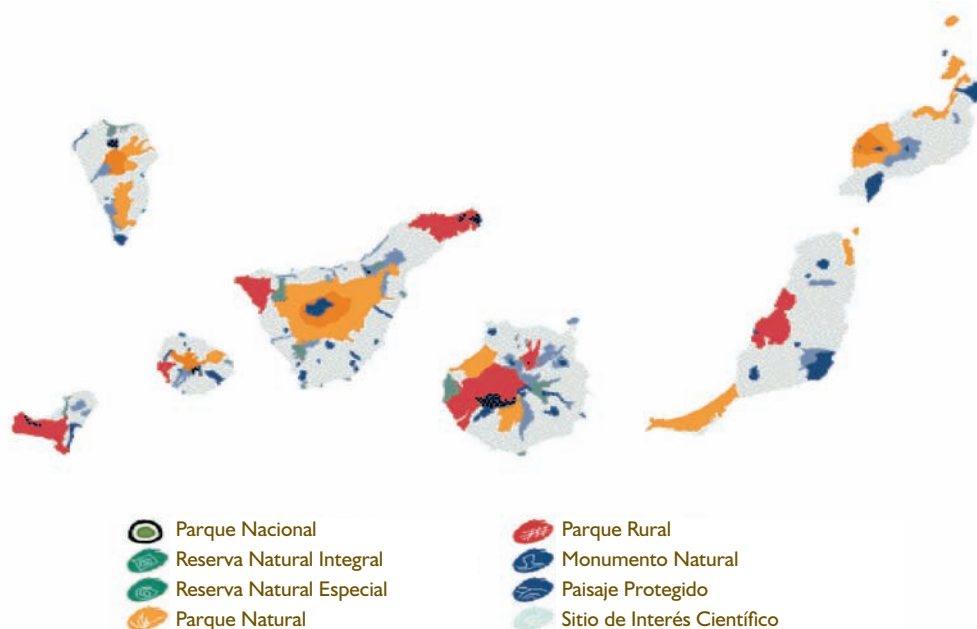 Parque Nacional
Reserva Natural Integral
Reserva Natural Especial
Parque Natural
Parque Rural
Monumento Natural
Paisaje Protegido
Sitio de Interés Científico